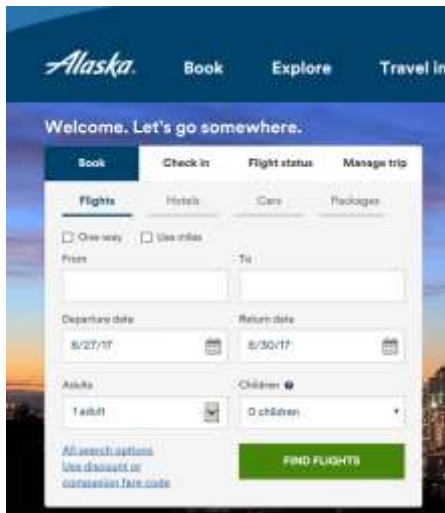 Alaska. Book Explore Travel in
Welcome. Let's go somewhere.
Book Check in Flight status Manage trip
Flights Hotels Cars Packages
One way Use miles
From To
Departure date Return date
8/27/17 8/30/17
Adults Children
1 adult 0 children
All search options
Use discount or
companion fare code
FIND FLIGHTS